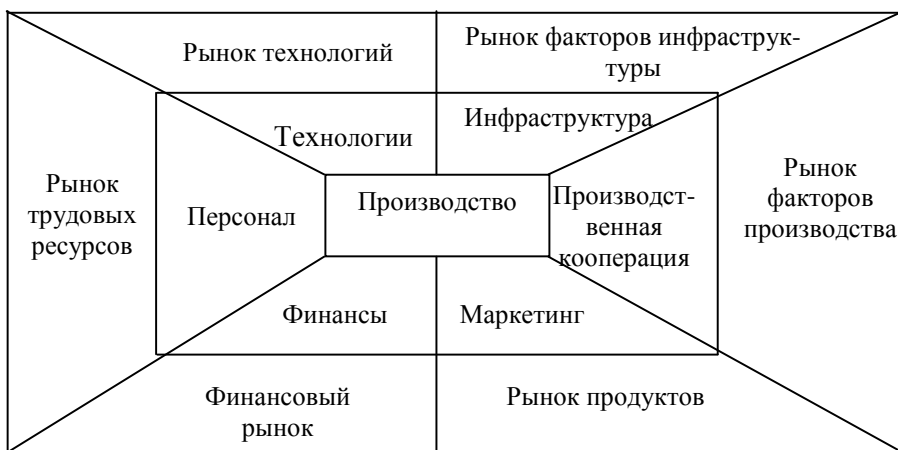 Рынок технологий
Рынок факторов инфраструк-
туры
Технологии
Инфраструктура
Рынок
трудовых
ресурсов
Персонал
Производство
Производст-
венная
кооперация
Рынок
факторов
производства
Финансы
Маркетинг
Финансовый
рынок
Рынок продуктов